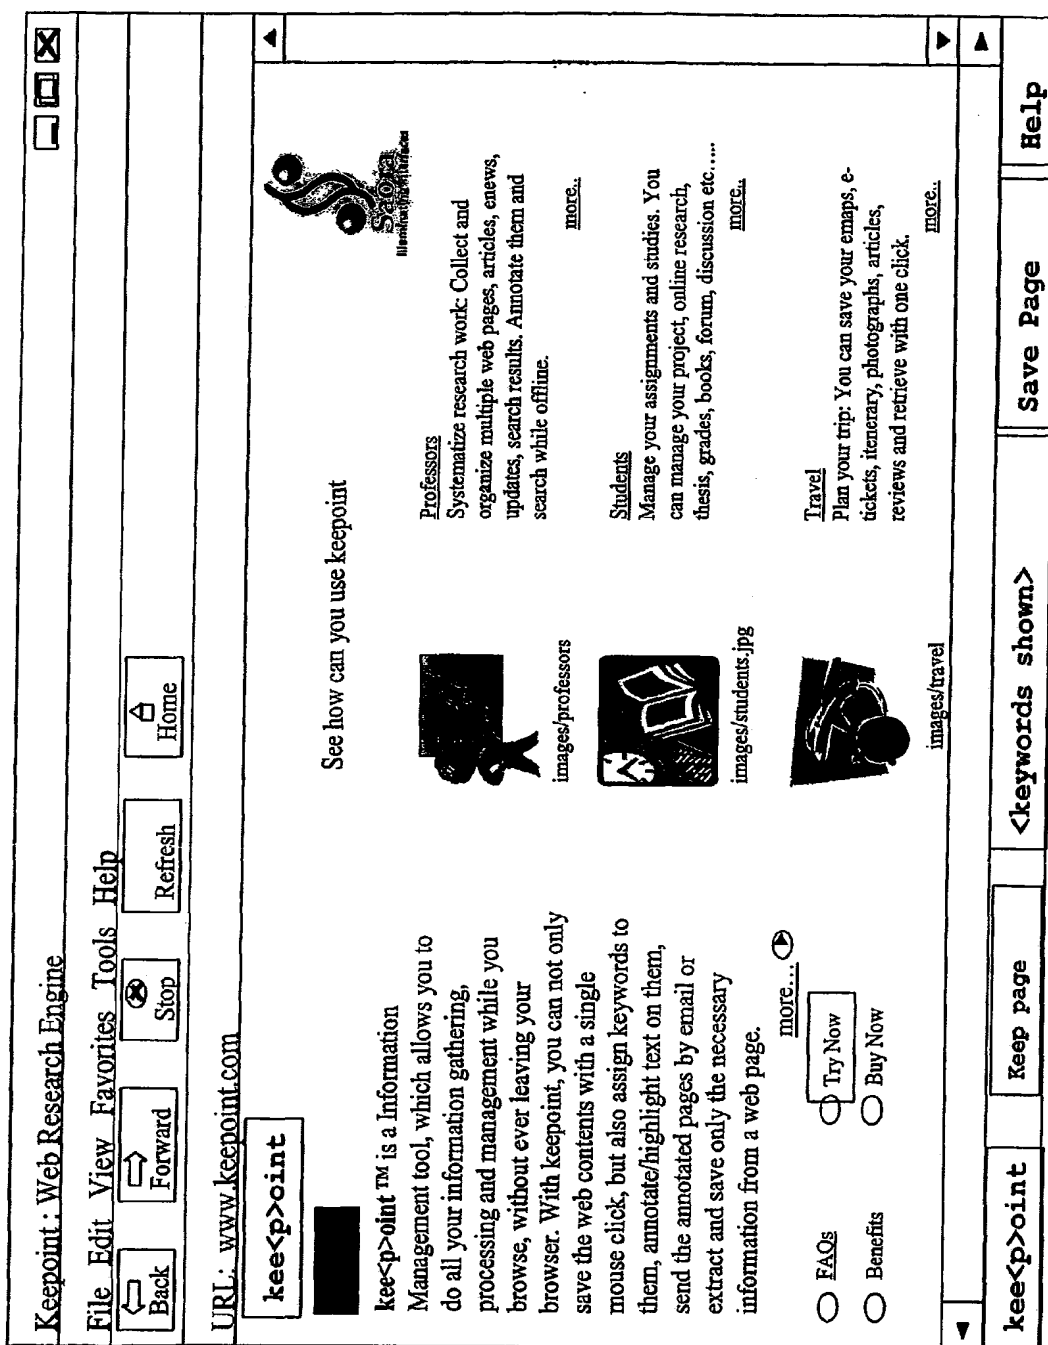 Keepoint : Web Research Engine
File Edit View Favorites Tools Help
Back
Forward
Stop
Refresh
Home
URL: www.keepoint.com
kee<p>oint
Saora
kee<p>oint ™ is a Information
Management tool, which allows you to
do all your information gathering,
processing and management while you
browse, without ever leaving your
browser. With keepoint, you can not only
save the web contents with a single
mouse click, but also assign keywords to
them, annotate/highlight text on them,
send the annotated pages by email or
extract and save only the necessary
information from a web page.
more...
FAQs
Try Now
Benefits
Buy Now
See how can you use keepoint
images/professors
Professors
Systematize research work: Collect and
organize multiple web pages, articles, enews,
updates, search results. Annotate them and
search while offline.
more..
images/students.jpg
Students
Manage your assignments and studies. You
can manage your project, online research,
thesis, grades, books, forum, discussion etc.....
more..
images/travel
Travel
Plan your trip: You can save your emaps, e-
tickets, itenerary, photographs, articles,
reviews and retrieve with one click.
more..
kee<p>oint
Keep page
<keywords shown>
Save Page
Help